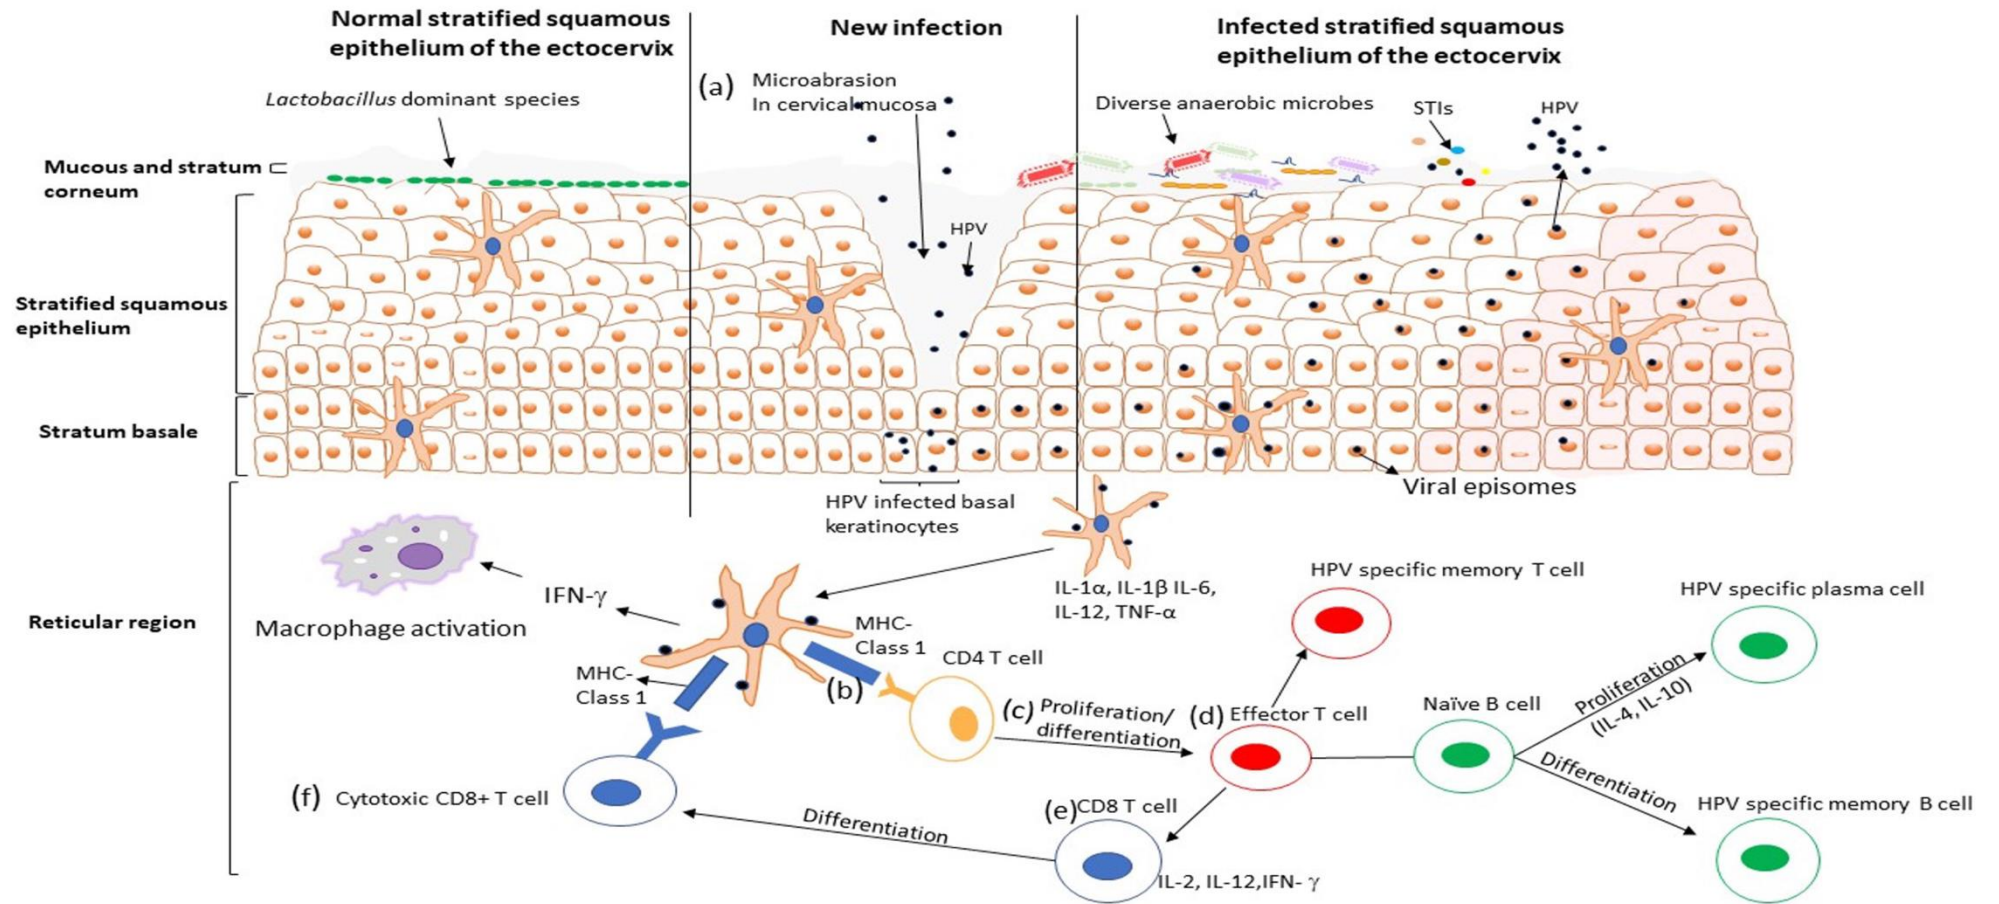 Normal stratified squamous
epithelium of the ectocervix
New infection
Infected stratified squamous
epithelium of the ectocervix
(a)
Microabrasion
In cervical mucosa
Lactobacillus dominant species
Diverse anaerobic microbes
STIs
HPV
Mucous and stratum
corneum
HPV
Stratified squamous
epithelium
Stratum basale
HPV infected basal
keratinocytes
Viral episomes
Reticular region
Macrophage activation
IFN-γ
IL-1α, IL-1β IL-6,
IL-12, TNF-α
MHC-
Class 1
MHC-
Class 1
(b)
CD4 T cell
(c) Proliferation/
differentiation
HPV specific memory T cell
(d) Effector T cell
Naïve B cell
HPV specific plasma cell
Proliferation
(IL-4, IL-10)
Differentiation
HPV specific memory B cell
(e) CD8 T cell
IL-2, IL-12,IFN- γ
Differentiation
(f) Cytotoxic CD8+ T cell